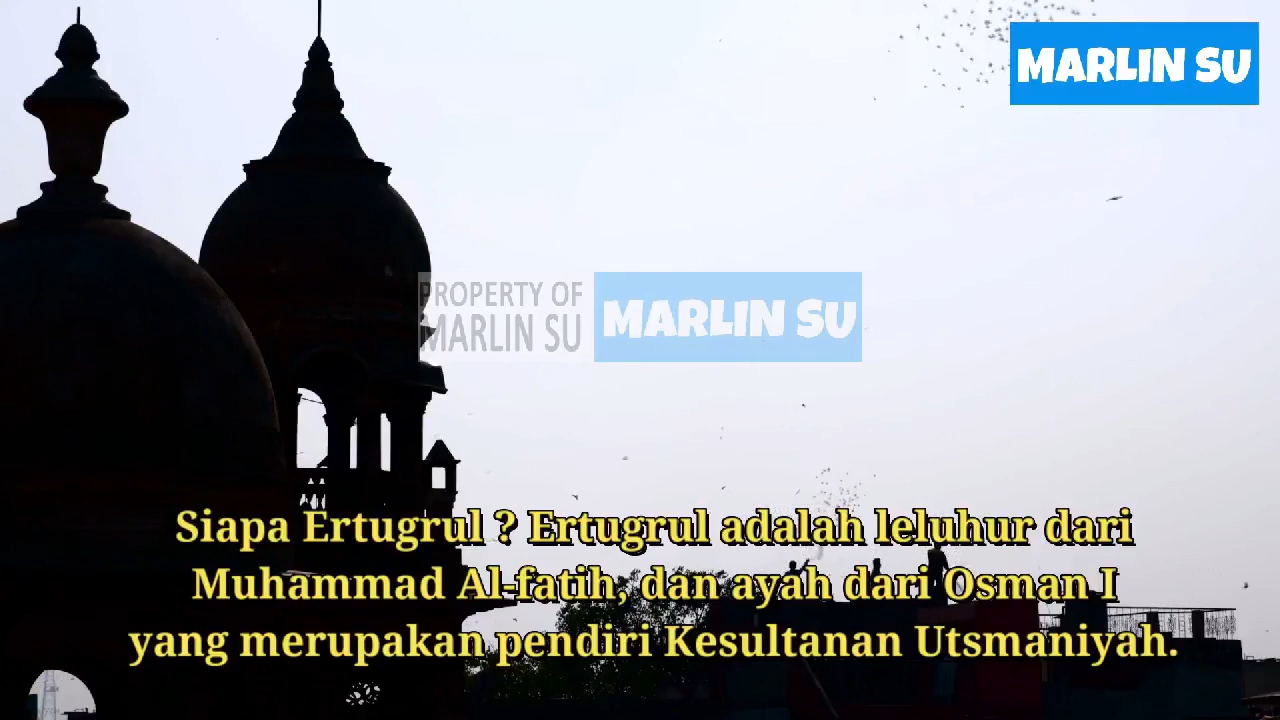 MARLIN SU
PROPERTY OF
MARLIN SU
MARLIN SU
Siapa Ertugrul ? Ertugrul adalah leluhur dari
Muhammad Al-fatih, dan ayah dari Osman I
yang merupakan pendiri Kesultanan Utsmaniyah.